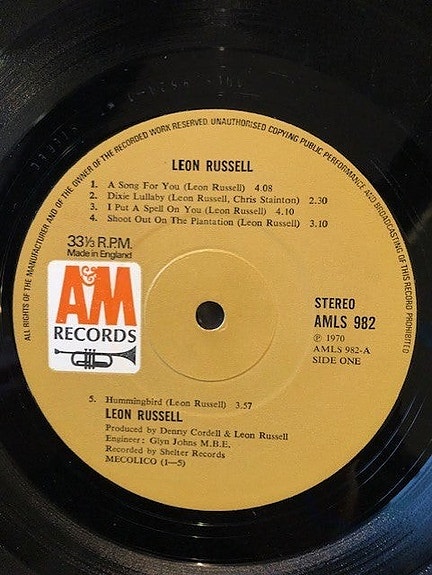 ALL RIGHTS OF THE MANUFACTURER AND OF THE OWNER OF THE RECORDED WORK RESERVED. UNAUTHORISED COPYING PUBLIC PERFORMANCE AND BROADCASTING OF THIS RECORD PROHIBITED
LEON RUSSELL
1. A Song For You (Leon Russell) 4.08
2. Dixie Lullaby (Leon Russell, Chris Stainton) 2.30
3. I Put A Spell On You (Leon Russell) 4.10
4. Shoot Out On The Plantation (Leon Russell) 3.10
33⅓ R.P.M.
Made in England
A&M
RECORDS
STEREO
AMLS 982
℗ 1970
AMLS 982-A
SIDE ONE
5. Hummingbird (Leon Russell) 3.57
LEON RUSSELL
Produced by Denny Cordell & Leon Russell
Engineer: Glyn Johns M.B.E.
Recorded by Shelter Records
MECOLICO (1—5)